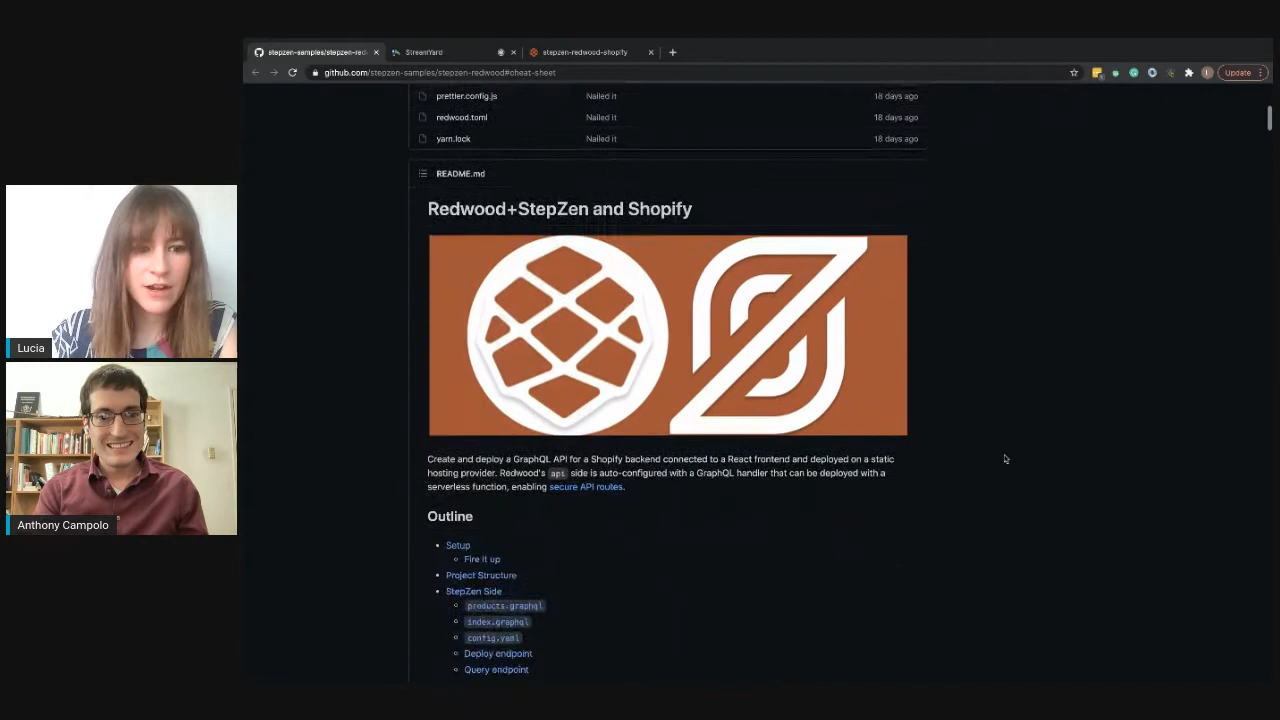 stepzen-samples/stepzen-red
StreamYard
stepzen-redwood-shopify
github.com/stepzen-samples/stepzen-redwood#cheat-sheet
Update
prettier.config.js Nailed it 18 days ago
redwood.toml Nailed it 18 days ago
yarn.lock Nailed it 18 days ago
README.md
Redwood+StepZen and Shopify
Create and deploy a GraphQL API for a Shopify backend connected to a React frontend and deployed on a static
hosting provider. Redwood's api side is auto-configured with a GraphQL handler that can be deployed with a
serverless function, enabling secure API routes.
Outline
Setup
Fire it up
Project Structure
StepZen Side
products.graphql
index.graphql
config.yaml
Deploy endpoint
Query endpoint
Lucia
Anthony Campolo